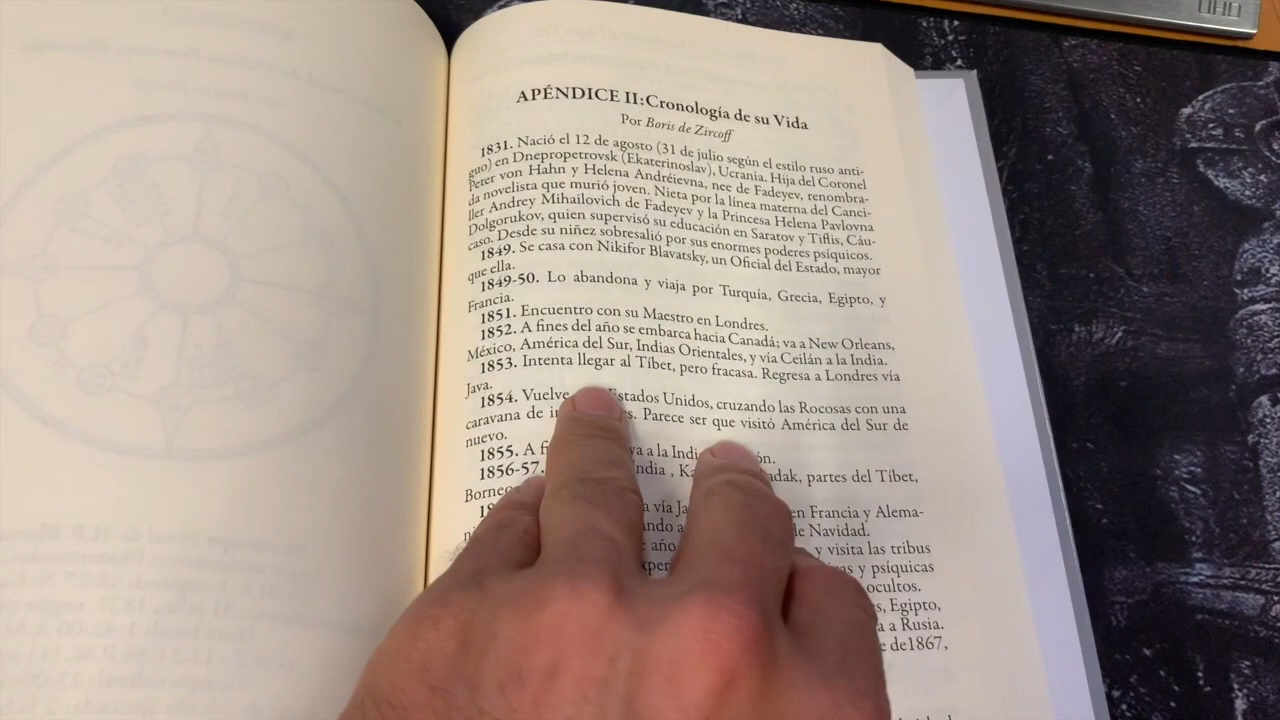 APÉNDICE II: Cronología de su Vida
Por Boris de Zircoff
1831. Nació el 12 de agosto (31 de julio según el estilo ruso anti-
guo) en Dnepropetrovsk (Ekaterinoslav), Ucrania. Hija del Coronel
Peter von Hahn y Helena Andréievna, nee de Fadeyev, renombra-
da novelista que murió joven. Nieta por la línea materna del Canci-
ller Andrey Mihailovich de Fadeyev y la Princesa Helena Pavlovna
Dolgorukov, quien supervisó su educación en Saratov y Tiflis, Cáu-
caso. Desde su niñez sobresalió por sus enormes poderes psíquicos.
1849. Se casa con Nikifor Blavatsky, un Oficial del Estado, mayor
que ella.
1849-50. Lo abandona y viaja por Turquía, Grecia, Egipto, y
Francia.
1851. Encuentro con su Maestro en Londres.
1852. A fines del año se embarca hacia Canadá; va a New Orleans,
México, América del Sur, Indias Orientales, y vía Ceilán a la India.
1853. Intenta llegar al Tíbet, pero fracasa. Regresa a Londres vía
Java.
1854. Vuelve Estados Unidos, cruzando las Rocosas con una
caravana de Parece ser que visitó América del Sur de
nuevo.
1855. A va a la India
1856-57. India, partes del Tíbet,
Borneo
vía en Francia y Alema-
de Navidad.
año y visita las tribus
y psíquicas
ocultos.
Egipto,
a Rusia.
de 1867,